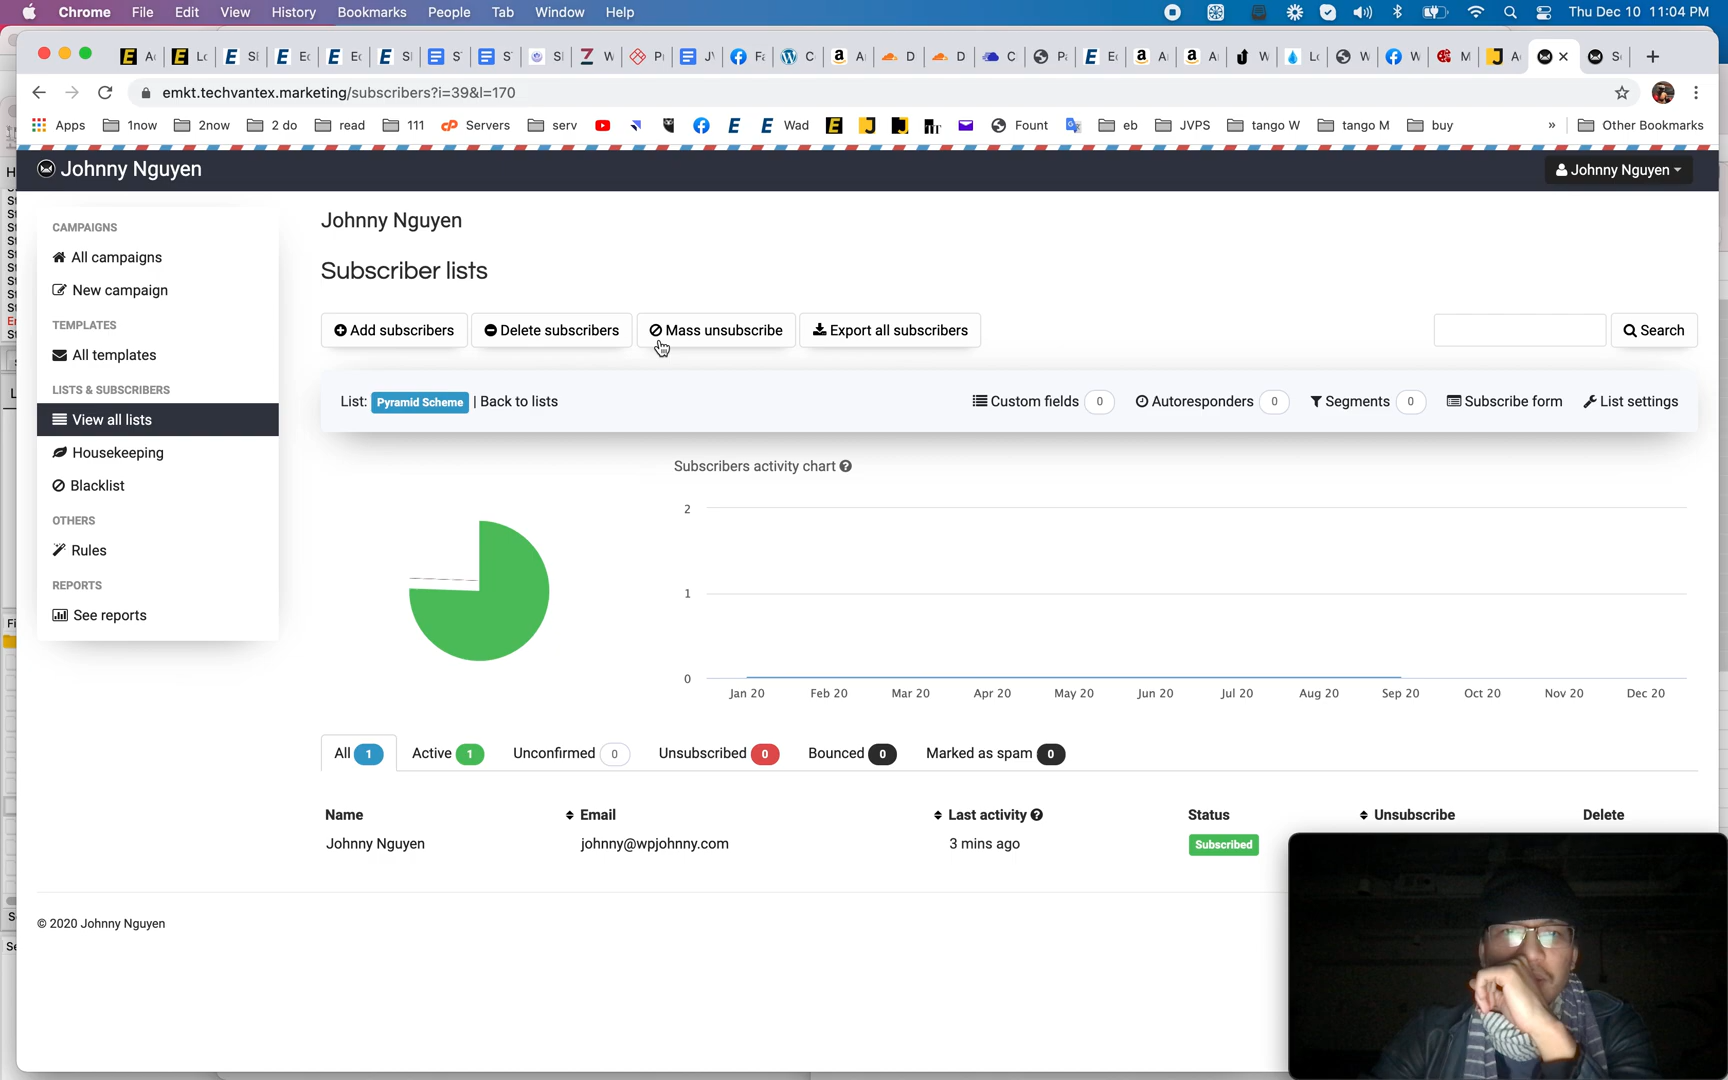 Chrome File Edit View History Bookmarks People Tab Window Help Thu Dec 10 11:04 PM
emkt.techvantex.marketing/subscribers?i=39&l=170
Apps 1now 2now 2 do read 111 Servers serv Wad Fount eb JVPS tango W tango M buy » Other Bookmarks
Johnny Nguyen Johnny Nguyen
Johnny Nguyen
Subscriber lists
CAMPAIGNS
All campaigns
New campaign
TEMPLATES
All templates
LISTS & SUBSCRIBERS
View all lists
Housekeeping
Blacklist
OTHERS
Rules
REPORTS
See reports
Add subscribers Delete subscribers Mass unsubscribe Export all subscribers Search
List: Pyramid Scheme | Back to lists Custom fields 0 Autoresponders 0 Segments 0 Subscribe form List settings
Subscribers activity chart
2
1
0
Jan 20 Feb 20 Mar 20 Apr 20 May 20 Jun 20 Jul 20 Aug 20 Sep 20 Oct 20 Nov 20 Dec 20
All 1 Active 1 Unconfirmed 0 Unsubscribed 0 Bounced 0 Marked as spam 0
Name Email Last activity Status Unsubscribe Delete
Johnny Nguyen johnny@wpjohnny.com 3 mins ago Subscribed
© 2020 Johnny Nguyen